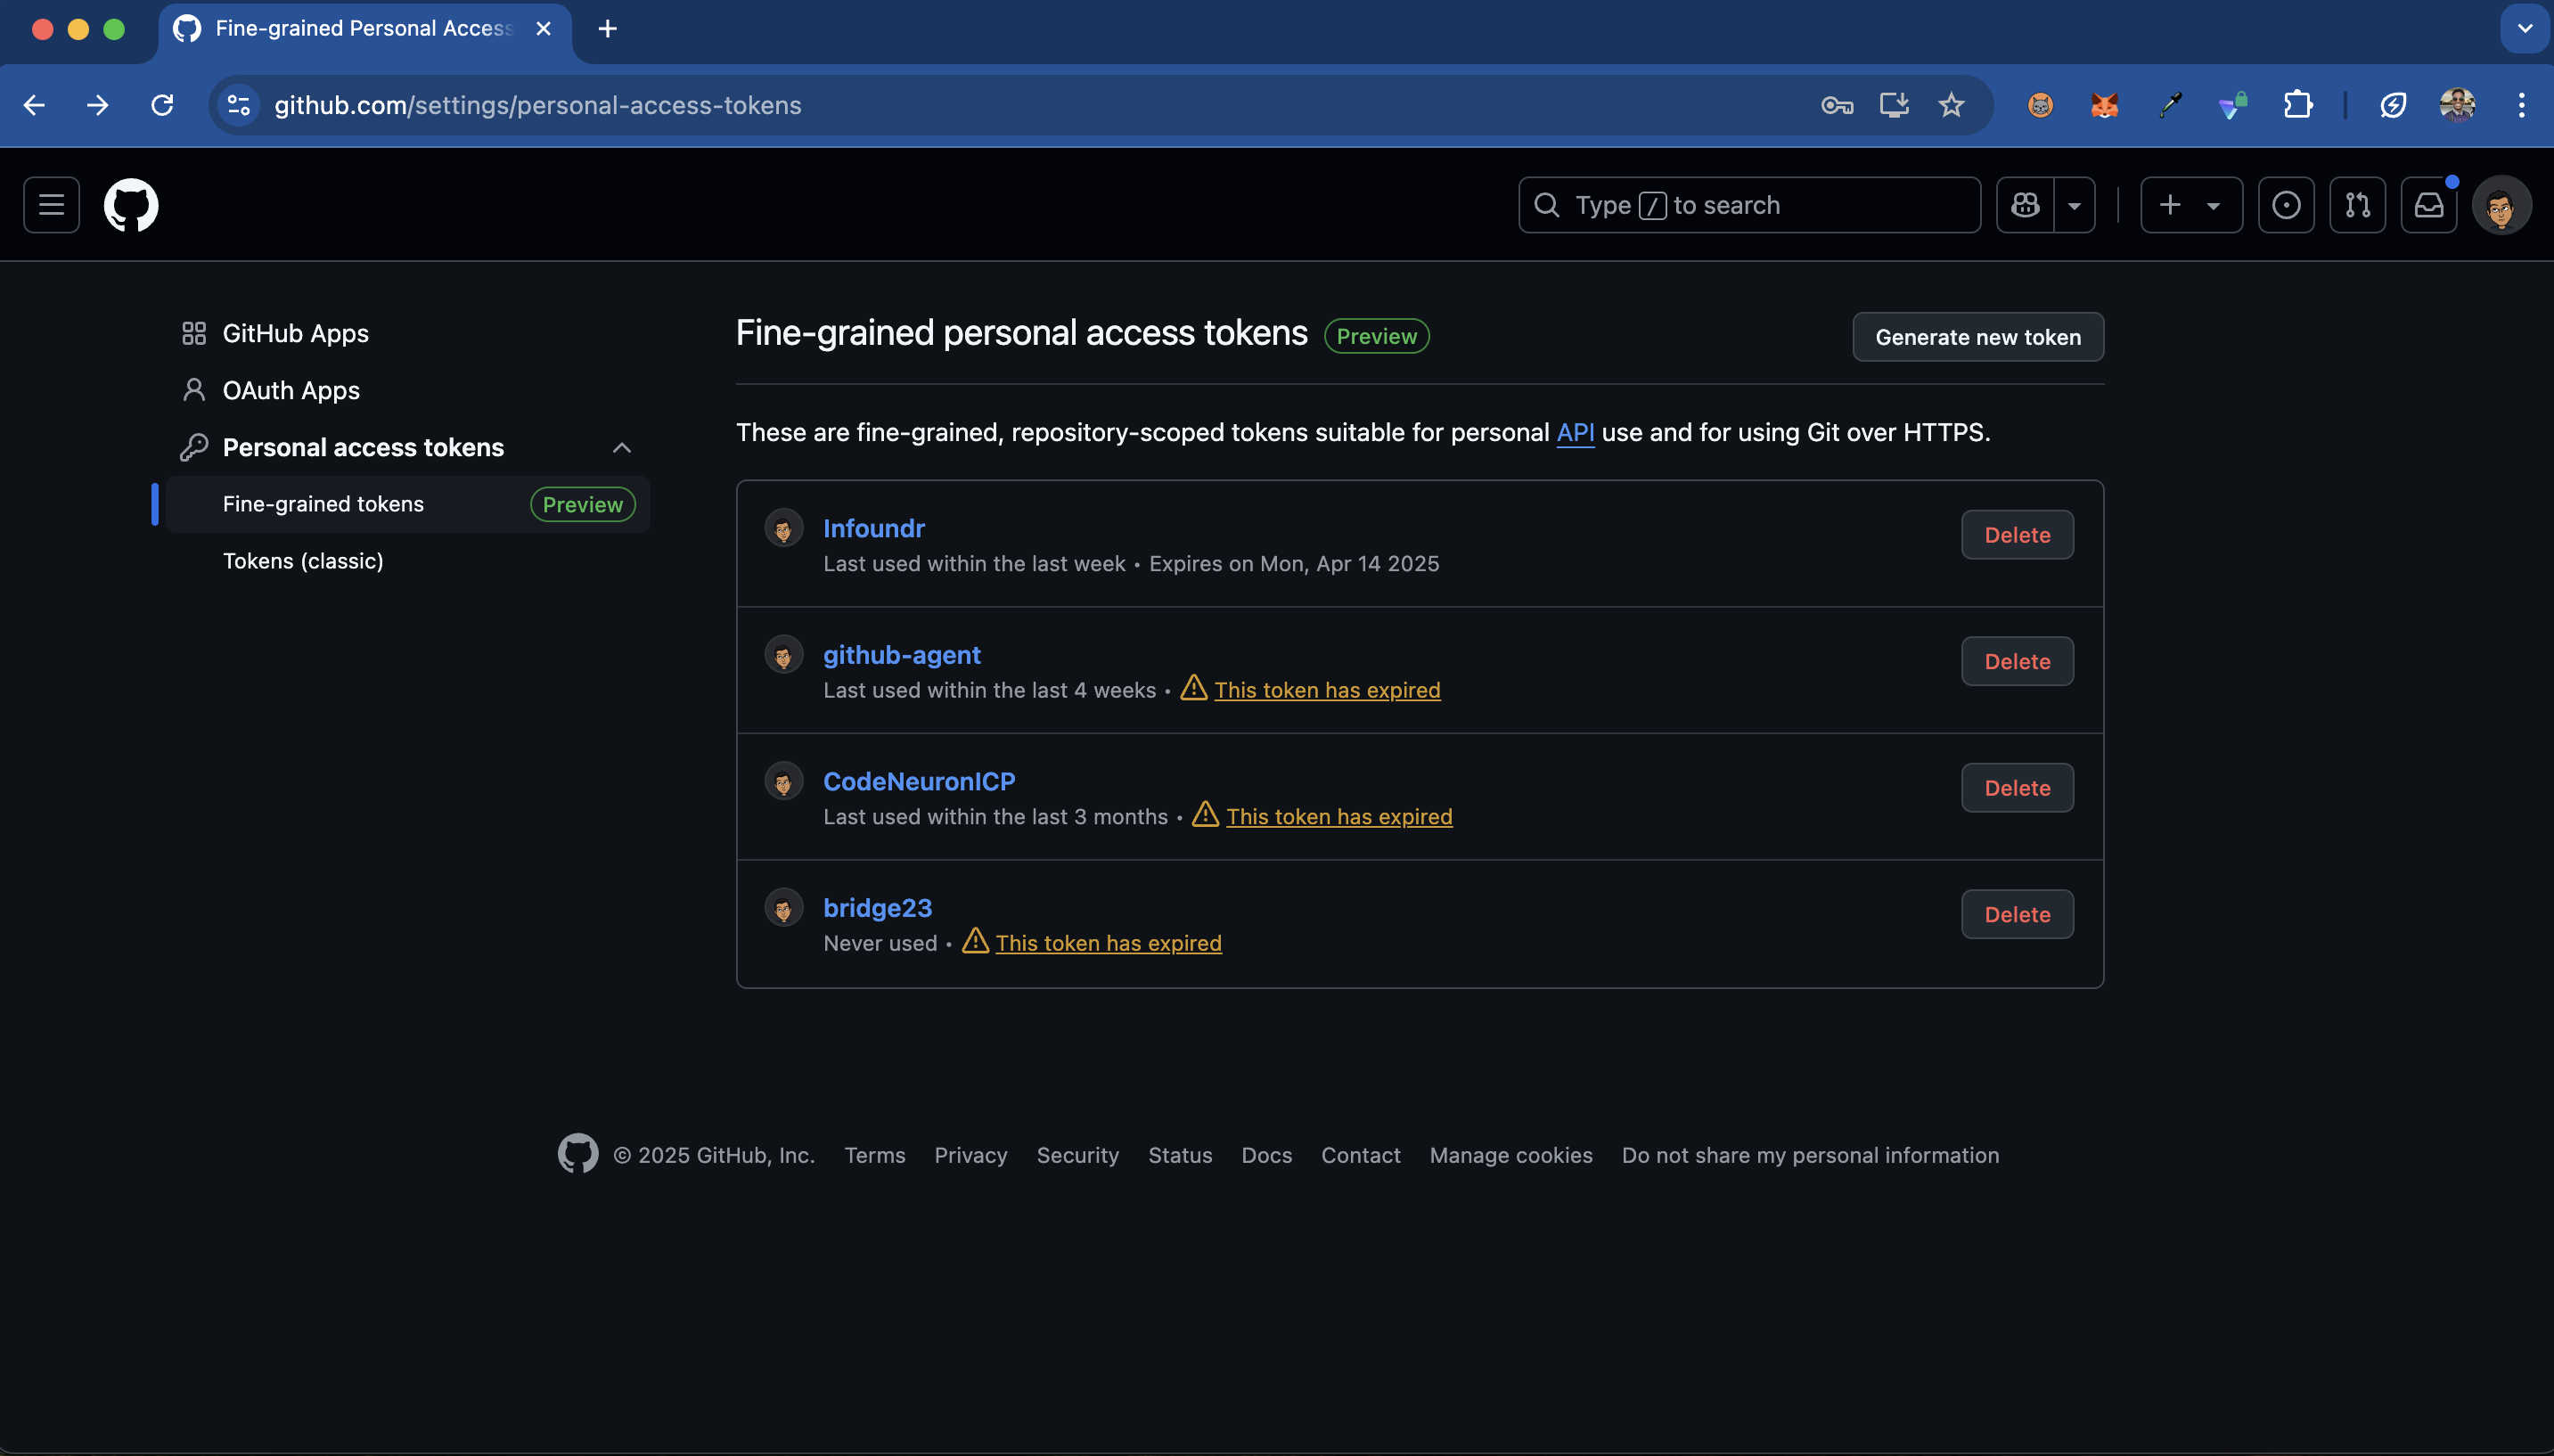 Fine-grained Personal Access
github.com/settings/personal-access-tokens
Type / to search
GitHub Apps
OAuth Apps
Personal access tokens
Fine-grained tokens Preview
Tokens (classic)
Fine-grained personal access tokens Preview
Generate new token
These are fine-grained, repository-scoped tokens suitable for personal API use and for using Git over HTTPS.
Infoundr
Last used within the last week • Expires on Mon, Apr 14 2025
Delete
github-agent
Last used within the last 4 weeks • This token has expired
Delete
CodeNeuronICP
Last used within the last 3 months • This token has expired
Delete
bridge23
Never used • This token has expired
Delete
© 2025 GitHub, Inc. Terms Privacy Security Status Docs Contact Manage cookies Do not share my personal information